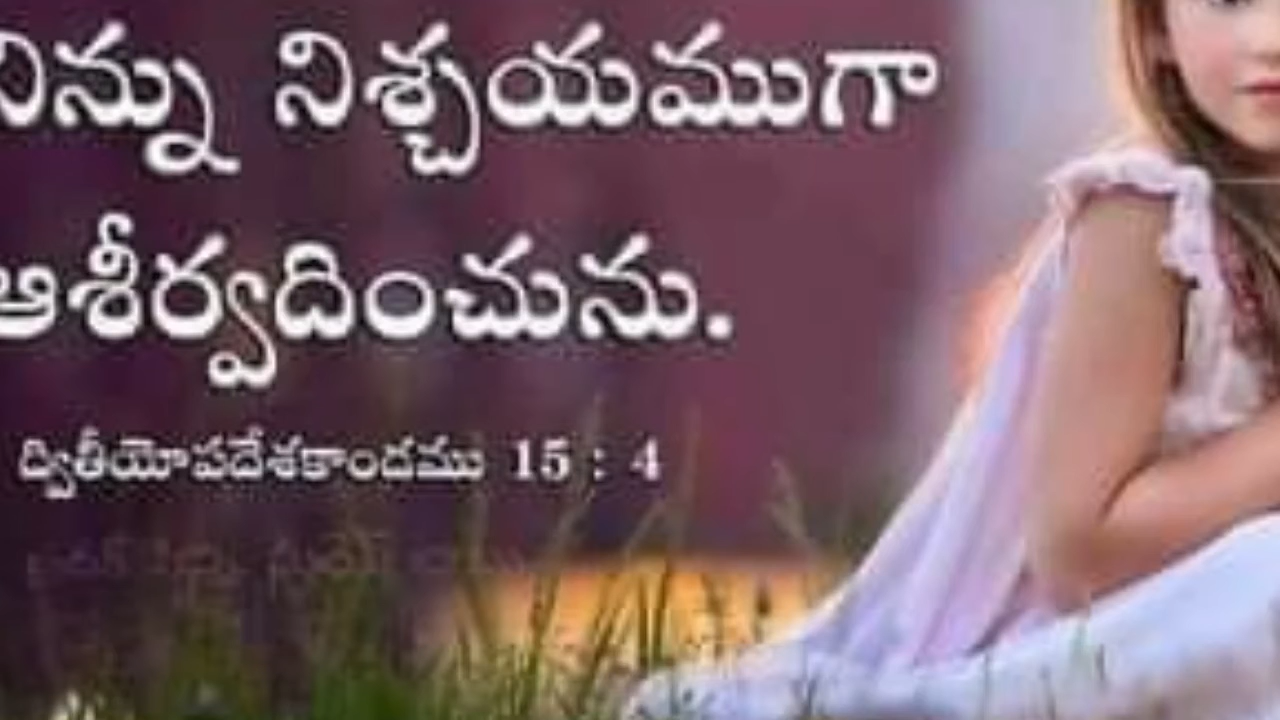 నిన్ను నిశ్చయముగా
ఆశీర్వదించును.
ద్వితీయోపదేశకాండము 15 : 4